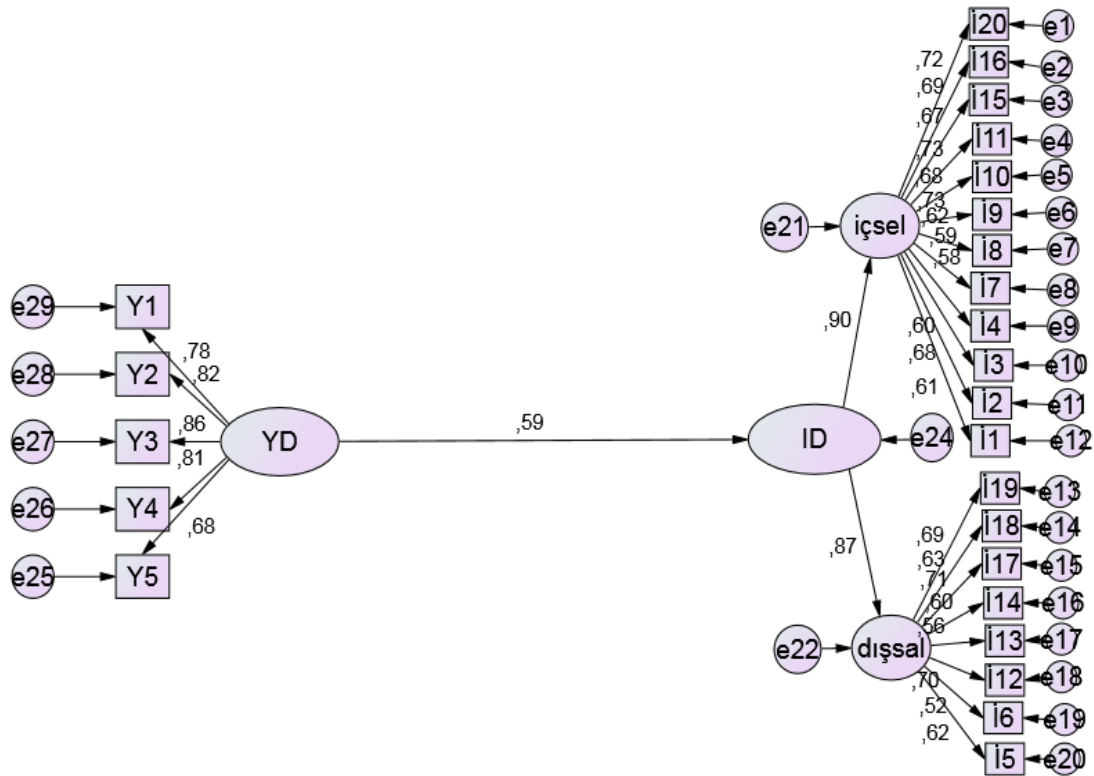 e29
Y1
e28
Y2
e27
Y3
e26
Y4
e25
Y5
,78
,82
,86
,81
,68
YD
,59
ID
e24
,90
,87
e21
içsel
,72
,69
,67
,73
,68
,73
,62
,59
,58
,60
,68
,61
İ20
e1
İ16
e2
İ15
e3
İ11
e4
İ10
e5
İ9
e6
İ8
e7
İ7
e8
İ4
e9
İ3
e10
İ2
e11
İ1
e12
e22
dışsal
,69
,63
,71
,60
,56
,70
,52
,62
İ19
e13
İ18
e14
İ17
e15
İ14
e16
İ13
e17
İ12
e18
İ6
e19
İ5
e20